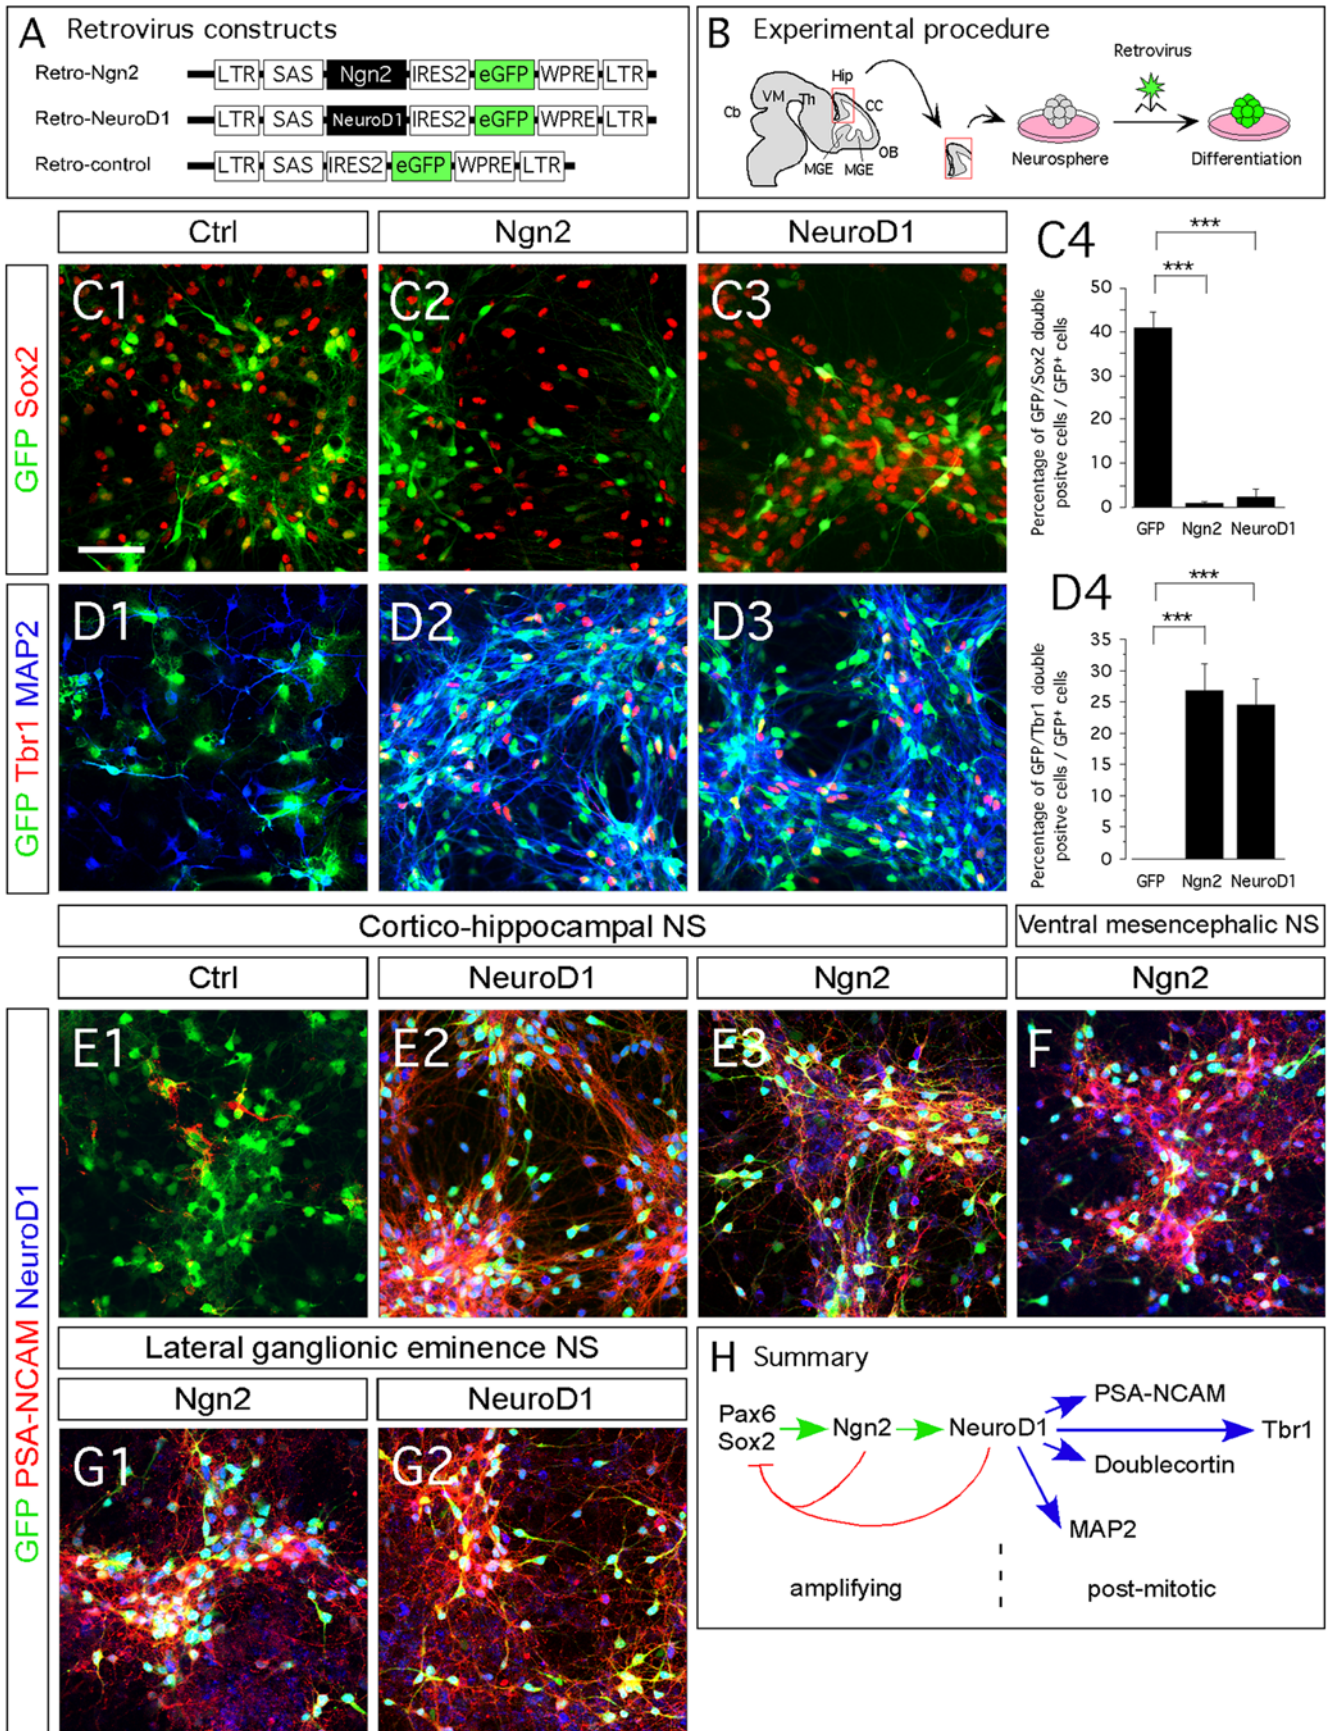 A Retrovirus constructs
Retro-Ngn2 LTR SAS Ngn2 IRES2 eGFP WPRE LTR
Retro-NeuroD1 LTR SAS NeuroD1 IRES2 eGFP WPRE LTR
Retro-control LTR SAS IRES2 eGFP WPRE LTR
B Experimental procedure
Retrovirus
Hip
VM Th CC
Cb
OB
MGE MGE
Neurosphere Differentiation
Ctrl Ngn2 NeuroD1
GFP Sox2
C1 C2 C3
C4
***
***
Percentage of GFP/Sox2 double
positve cells / GFP+ cells
50
40
30
20
10
0
GFP Ngn2 NeuroD1
GFP Tbr1 MAP2
D1 D2 D3
D4
***
***
Percentage of GFP/Tbr1 double
positve cells / GFP+ cells
35
30
25
20
15
10
5
0
GFP Ngn2 NeuroD1
Cortico-hippocampal NS Ventral mesencephalic NS
Ctrl NeuroD1 Ngn2 Ngn2
GFP PSA-NCAM NeuroD1
E1 E2 E3 F
Lateral ganglionic eminence NS
Ngn2 NeuroD1
G1 G2
H Summary
PSA-NCAM
Pax6
Sox2
Ngn2 NeuroD1 Tbr1
Doublecortin
MAP2
amplifying post-mitotic